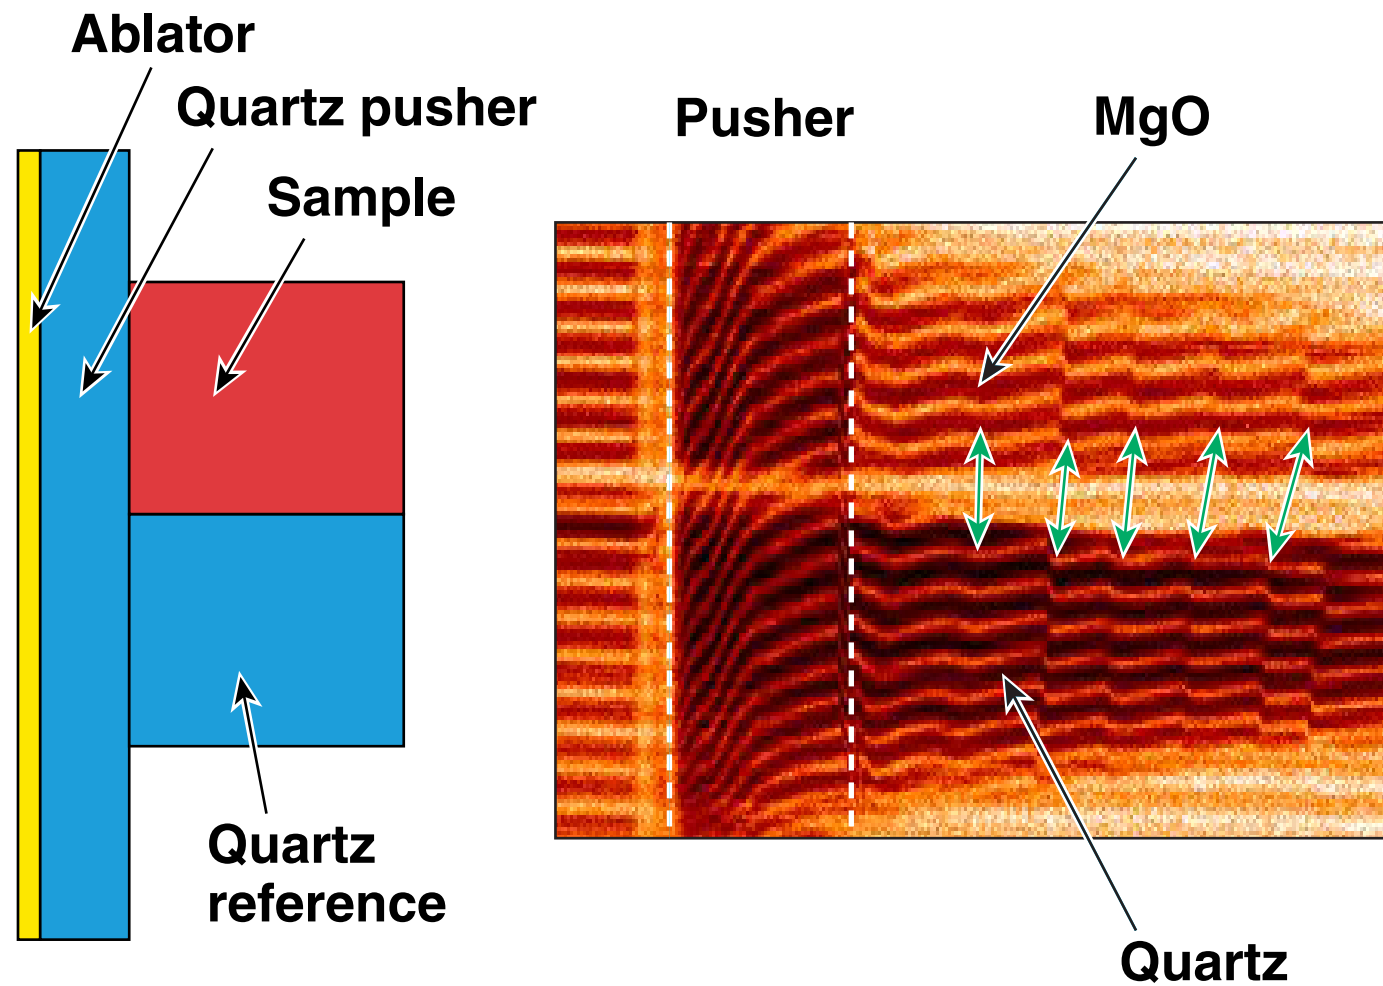 Ablator
Quartz pusher
Sample
Quartz
reference
Pusher
MgO
Quartz